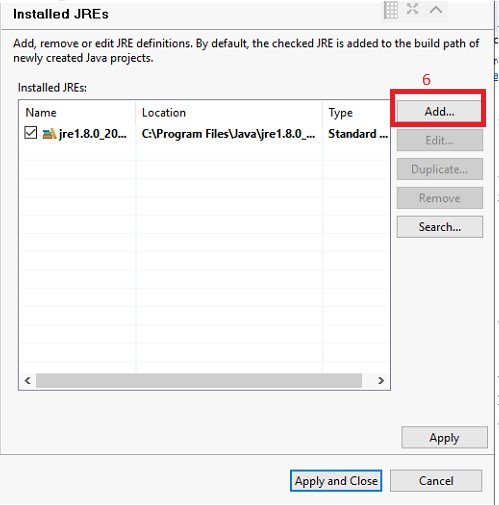 Installed JREs
Add, remove or edit JRE definitions. By default, the checked JRE is added to the build path of
newly created Java projects.
6
Installed JREs:
Name Location Type
jre1.8.0_20... C:\Program Files\Java\jre1.8.0_... Standard ...
Add...
Edit...
Duplicate...
Remove
Search...
Apply
Apply and Close Cancel